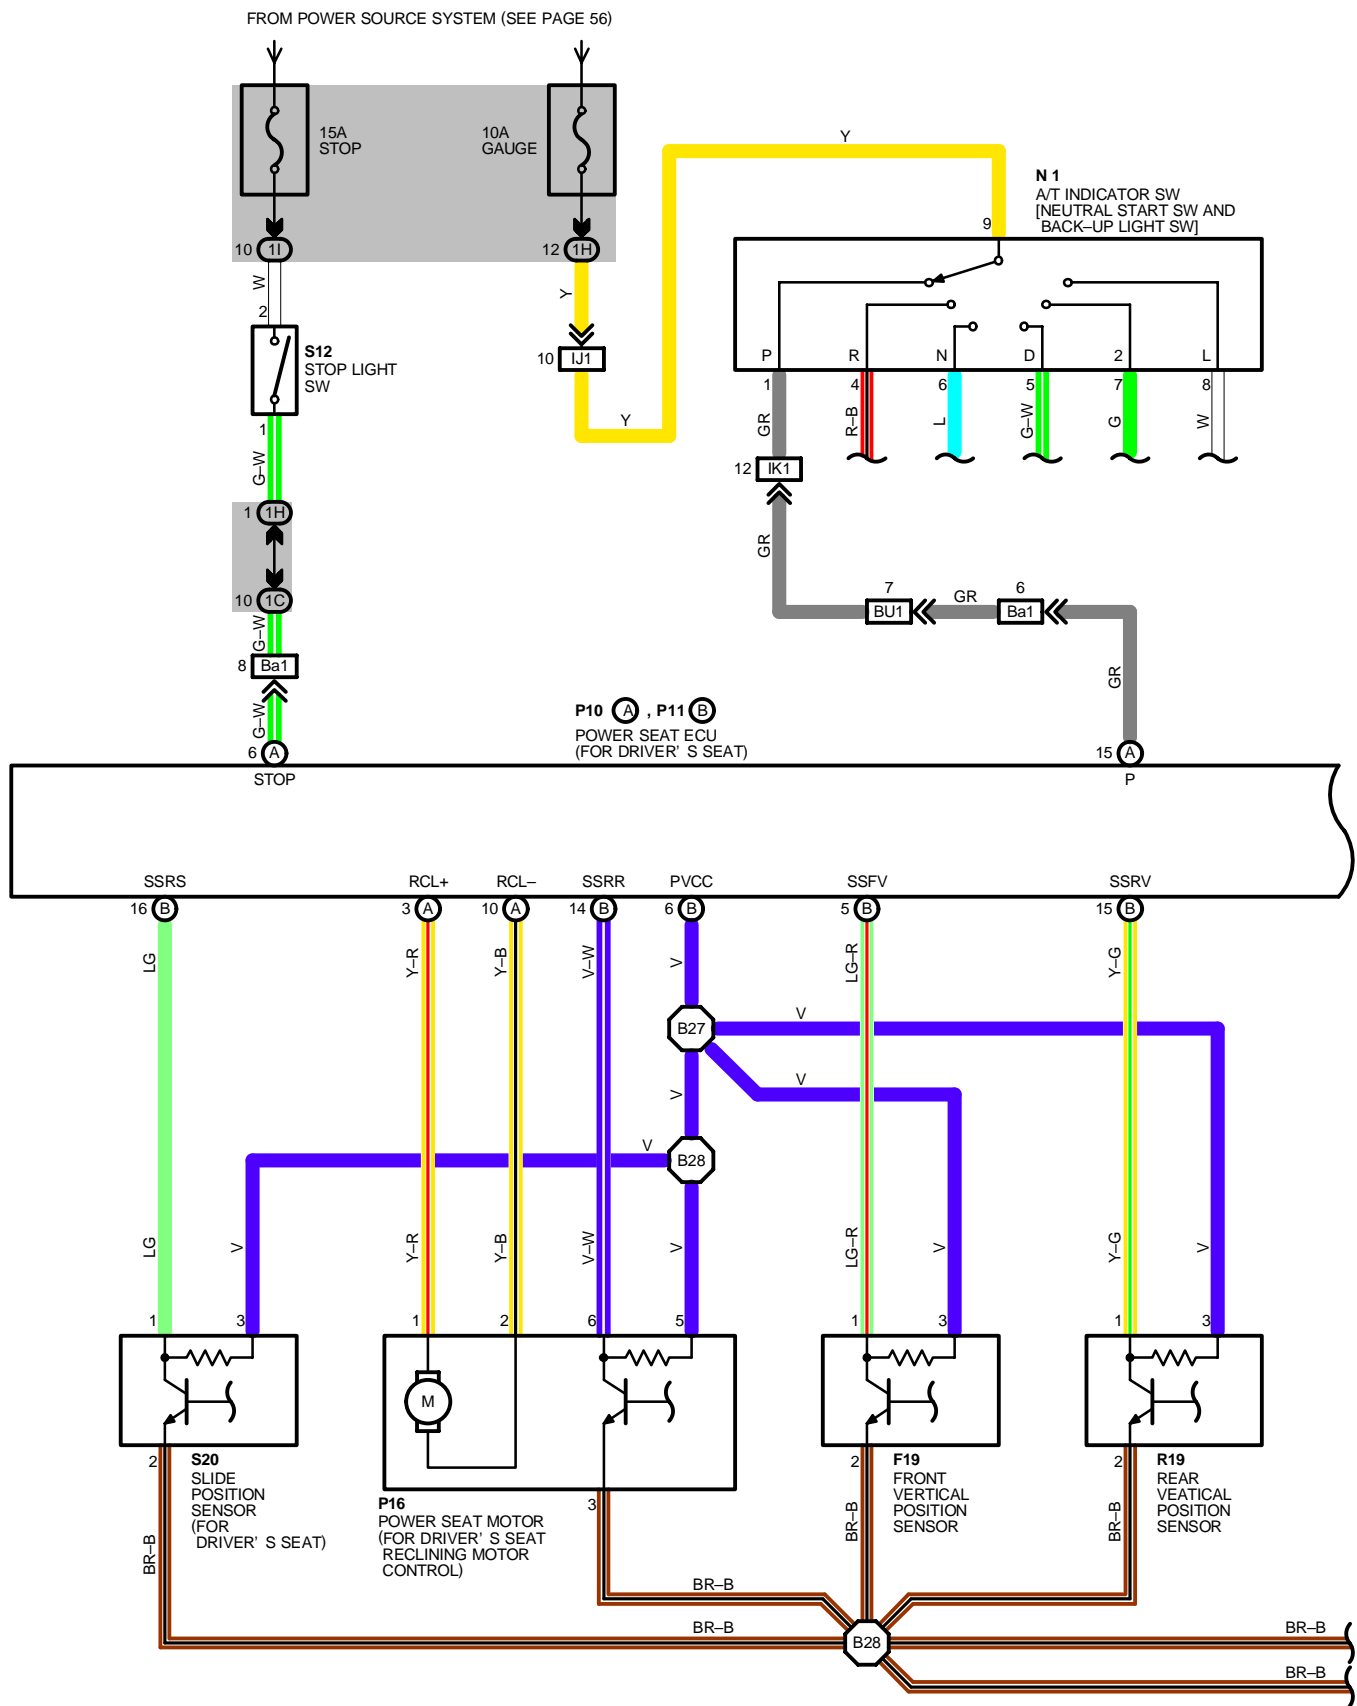 FROM POWER SOURCE SYSTEM (SEE PAGE 56)
15A
STOP
10A
GAUGE
Y
N 1
A/T INDICATOR SW
[NEUTRAL START SW AND
BACK–UP LIGHT SW]
9
10 1I
12 1H
W
Y
2
S12
STOP LIGHT
SW
10 IJ1
P R N D 2 L
1 4 6 5 7 8
Y
GR R–B L G–W G W
1
G–W
12 IK1
1 1H
GR
7 6
10 1C
BU1 GR Ba1
G–W
8 Ba1
GR
G–W
P10 A , P11 B
POWER SEAT ECU
(FOR DRIVER' S SEAT)
6 A
15 A
STOP
P
SSRS RCL+ RCL– SSRR PVCC SSFV SSRV
16 B 3 A 10 A 14 B 6 B 5 B 15 B
LG Y–R Y–B V–W V LG–R Y–G
V
B27
V
V
V
B28
LG V Y–R Y–B V–W V LG–R V Y–G V
1 3 1 2 6 5 1 3 1 3
M
2
S20
SLIDE
POSITION
SENSOR
(FOR
DRIVER' S SEAT)
BR–B
P16
POWER SEAT MOTOR
(FOR DRIVER' S SEAT
RECLINING MOTOR
CONTROL)
3
2
F19
FRONT
VERTICAL
POSITION
SENSOR
BR–B
2
R19
REAR
VEATICAL
POSITION
SENSOR
BR–B
BR–B
BR–B
B28
BR–B
BR–B